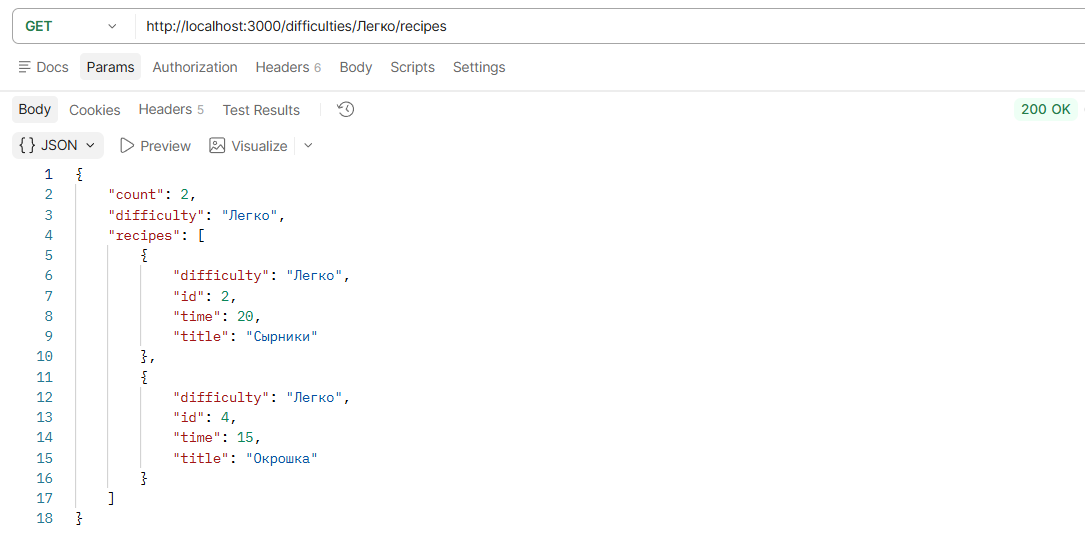 GET http://localhost:3000/difficulties/Легко/recipes
Docs Params Authorization Headers 6 Body Scripts Settings
Body Cookies Headers 5 Test Results 200 OK
{} JSON Preview Visualize
1 {
2 "count": 2,
3 "difficulty": "Легко",
4 "recipes": [
5 {
6 "difficulty": "Легко",
7 "id": 2,
8 "time": 20,
9 "title": "Сырники"
10 },
11 {
12 "difficulty": "Легко",
13 "id": 4,
14 "time": 15,
15 "title": "Окрошка"
16 }
17 ]
18 }